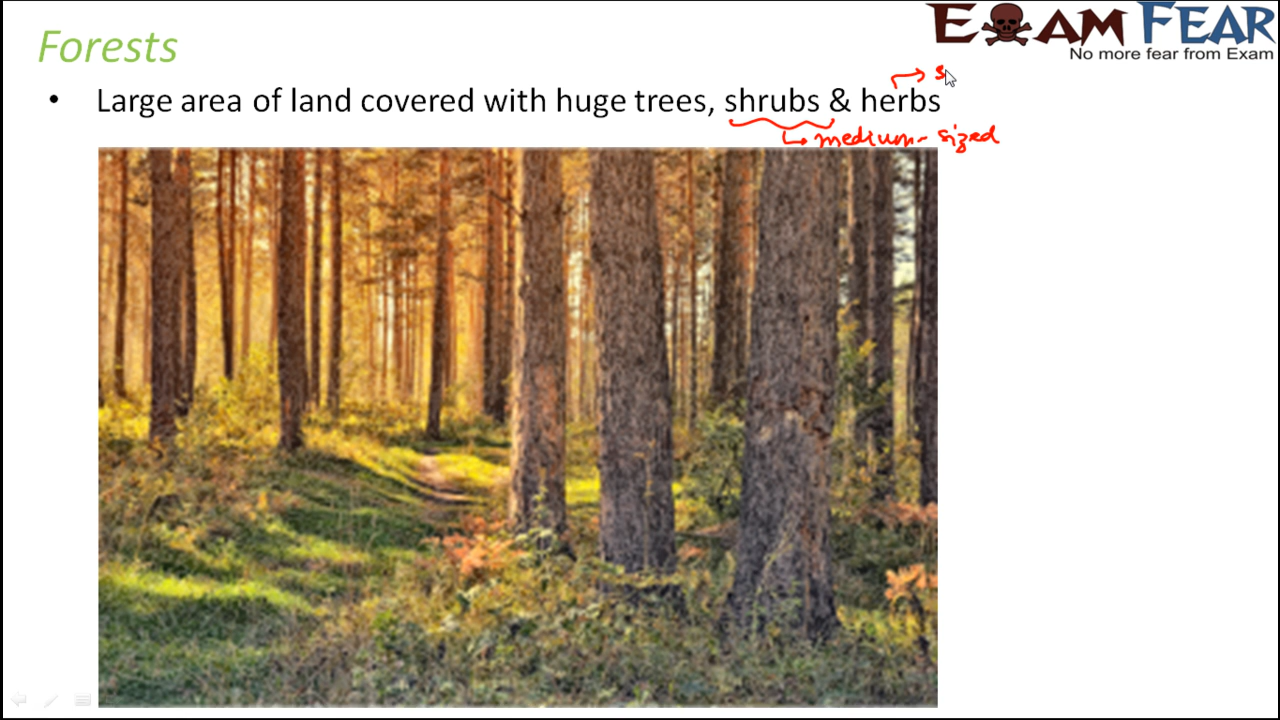 Forests
EXAM FEAR
No more fear from Exam
→ s
• Large area of land covered with huge trees, shrubs & herbs
↳ medium-sized